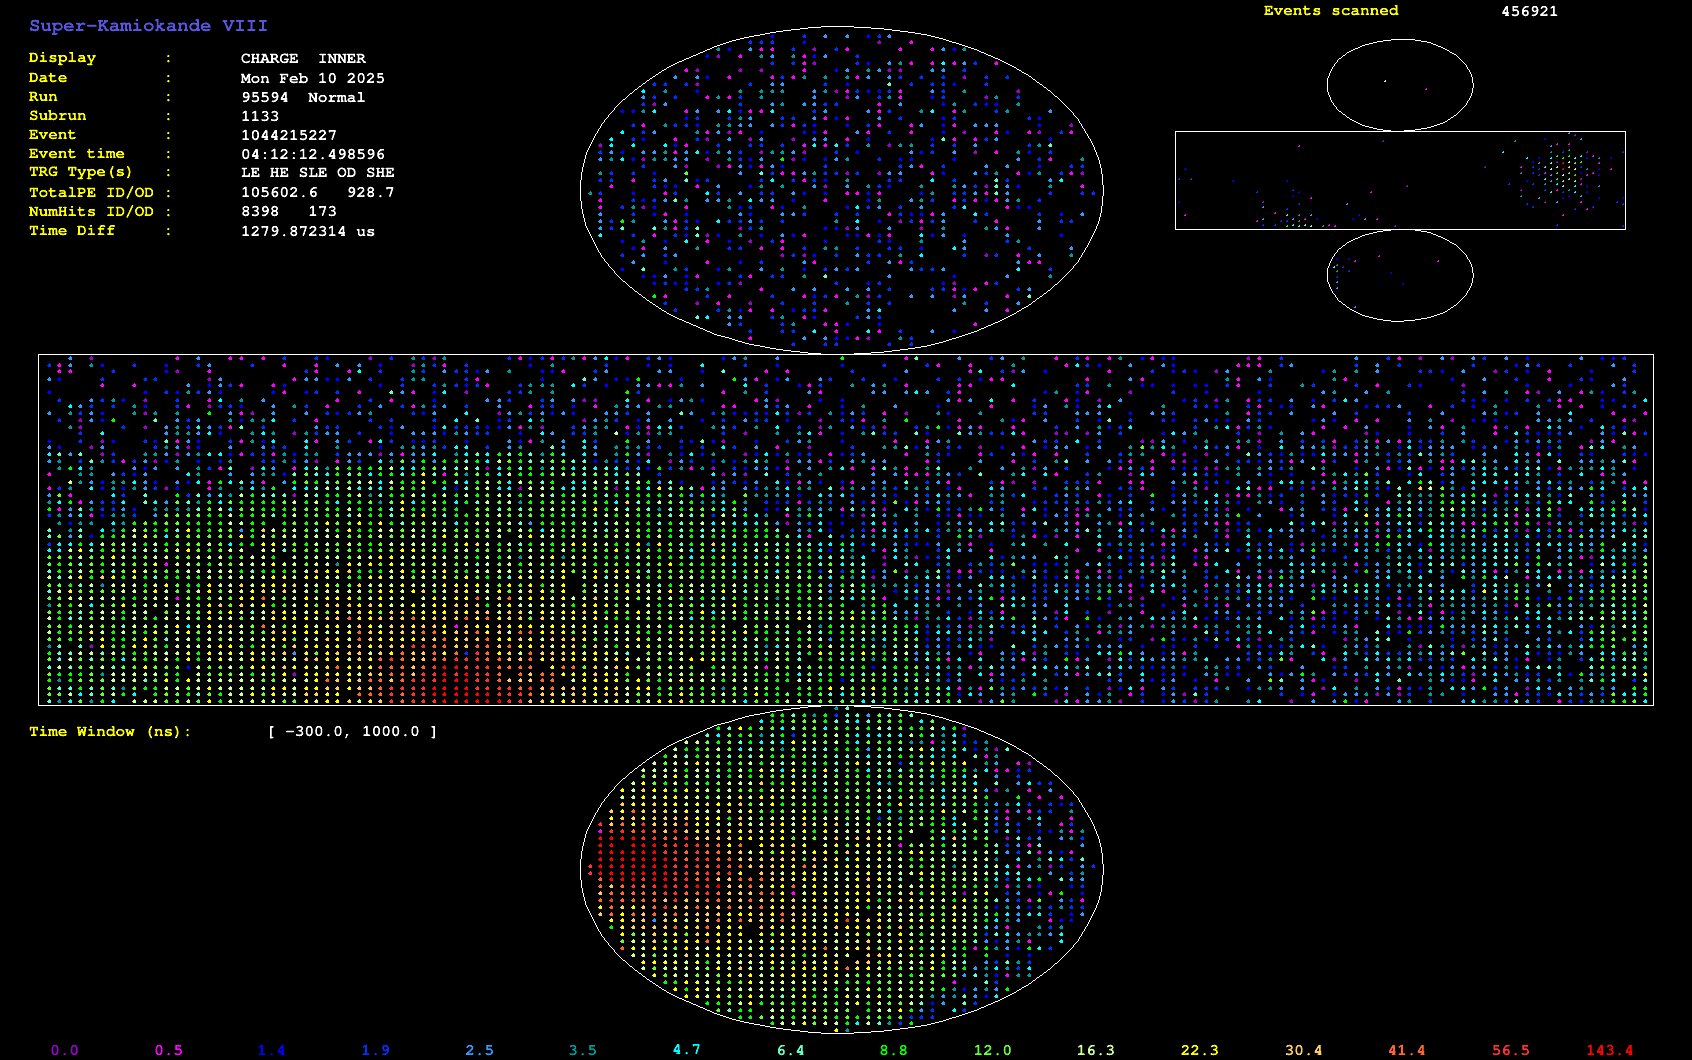 Super-Kamiokande VIII
Display : CHARGE INNER
Date : Mon Feb 10 2025
Run : 95594 Normal
Subrun : 1133
Event : 1044215227
Event time : 04:12:12.498596
TRG Type(s) : LE HE SLE OD SHE
TotalPE ID/OD : 105602.6 928.7
NumHits ID/OD : 8398 173
Time Diff : 1279.872314 us
Events scanned 456921
Time Window (ns): [ -300.0, 1000.0 ]
0.0 0.5 1.4 1.9 2.5 3.5 4.7 6.4 8.8 12.0 16.3 22.3 30.4 41.4 56.5 143.4